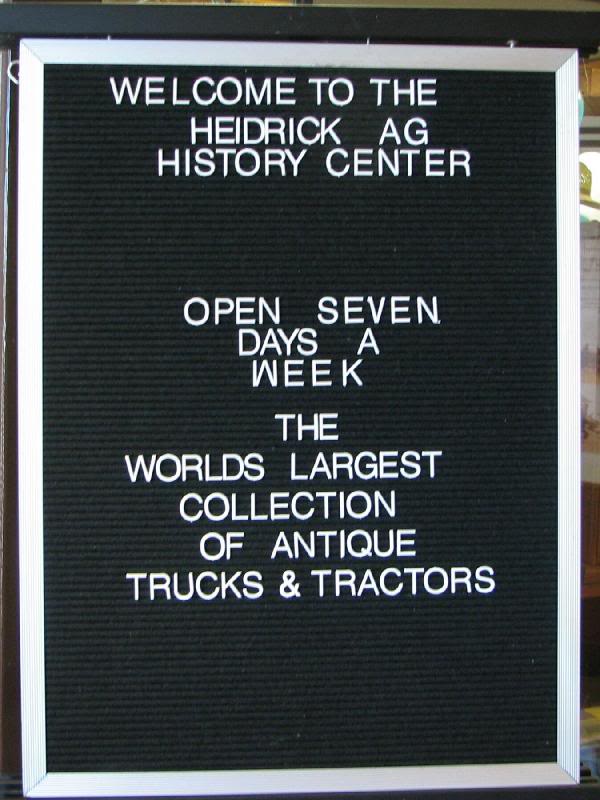 WELCOME TO THE
HEIDRICK AG
HISTORY CENTER
OPEN SEVEN
DAYS A
WEEK
THE
WORLDS LARGEST
COLLECTION
OF ANTIQUE
TRUCKS & TRACTORS